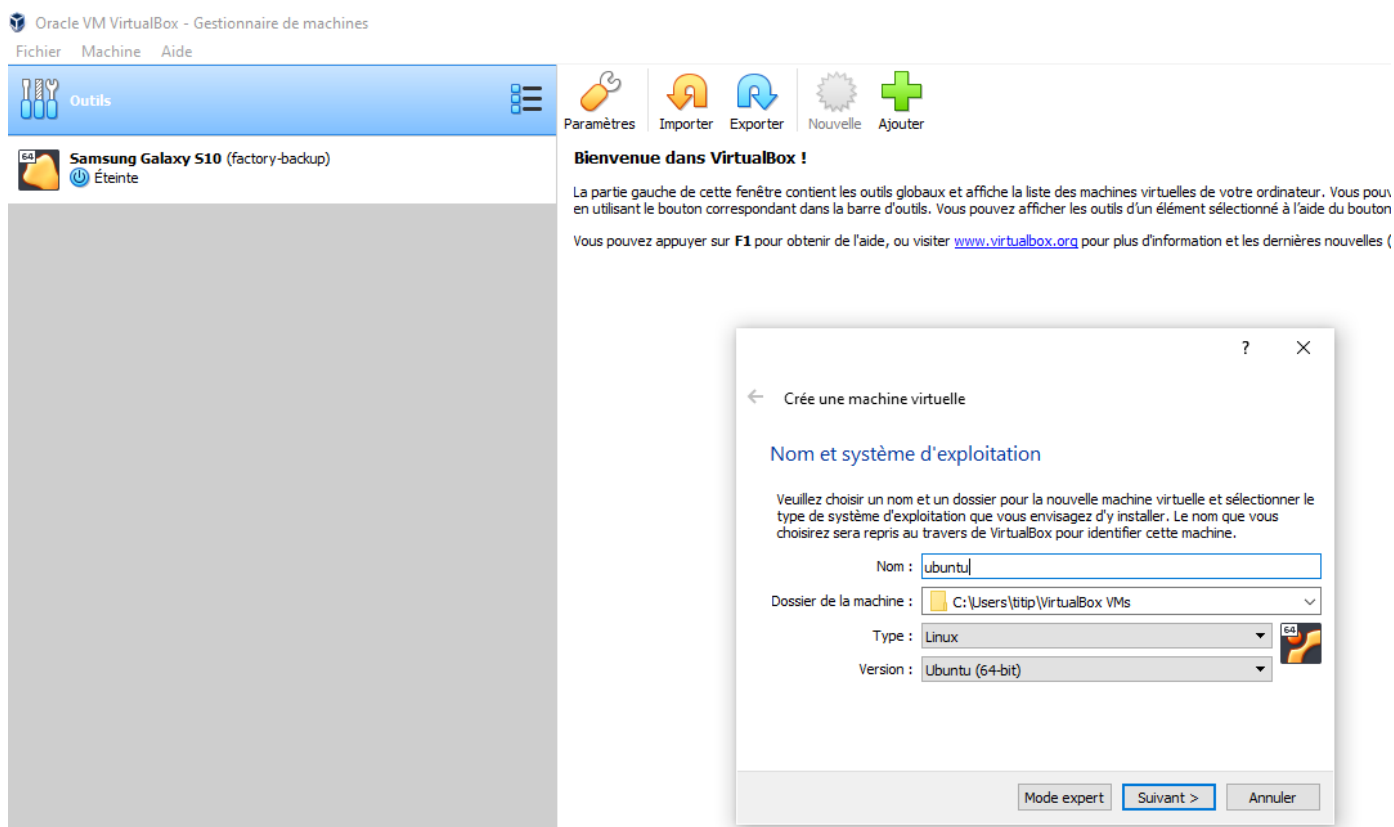 Oracle VM VirtualBox - Gestionnaire de machines
Fichier Machine Aide
Outils
Paramètres Importer Exporter Nouvelle Ajouter
64
Samsung Galaxy S10 (factory-backup)
Éteinte
Bienvenue dans VirtualBox !
La partie gauche de cette fenêtre contient les outils globaux et affiche la liste des machines virtuelles de votre ordinateur. Vous pouv
en utilisant le bouton correspondant dans la barre d'outils. Vous pouvez afficher les outils d'un élément sélectionné à l'aide du bouton
Vous pouvez appuyer sur F1 pour obtenir de l'aide, ou visiter www.virtualbox.org pour plus d'information et les dernières nouvelles (
?
Crée une machine virtuelle
Nom et système d'exploitation
Veuillez choisir un nom et un dossier pour la nouvelle machine virtuelle et sélectionner le
type de système d'exploitation que vous envisagez d'y installer. Le nom que vous
choisirez sera repris au travers de VirtualBox pour identifier cette machine.
Nom : ubuntu
Dossier de la machine : C:\Users\titip\VirtualBox VMs
Type : Linux
64
Version : Ubuntu (64-bit)
Mode expert Suivant > Annuler